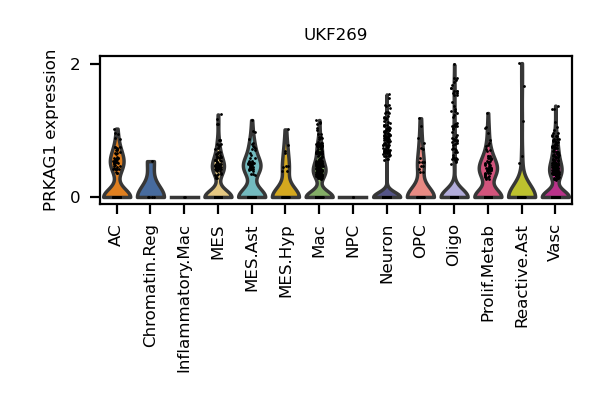 UKF269
PRKAG1 expression
2
0
AC
Chromatin.Reg
Inflammatory.Mac
MES
MES.Ast
MES.Hyp
Mac
NPC
Neuron
OPC
Oligo
Prolif.Metab
Reactive.Ast
Vasc